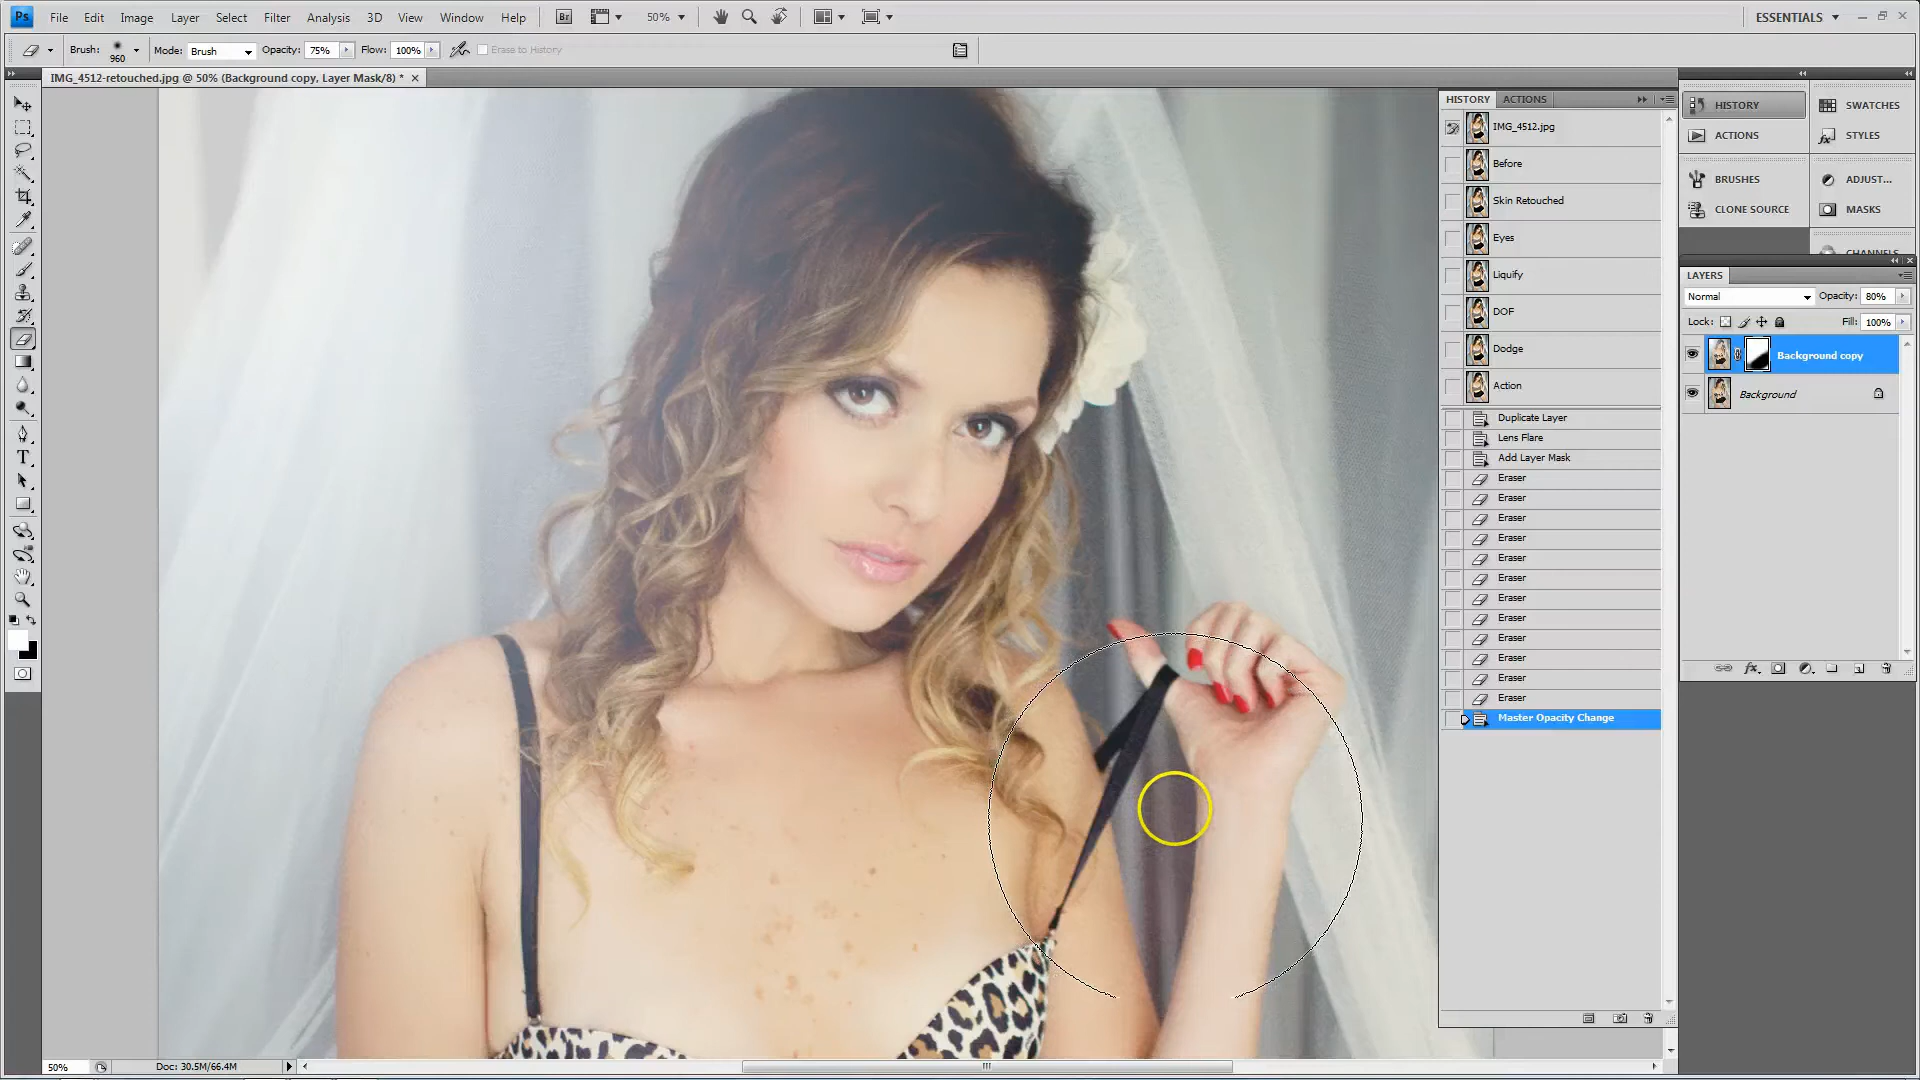 Ps File Edit Image Layer Select Filter Analysis 3D View Window Help Br 50% ESSENTIALS
Brush: 960 Mode: Brush Opacity: 75% Flow: 100% Erase to History
IMG_4512-retouched.jpg @ 50% (Background copy, Layer Mask/8) *
HISTORY ACTIONS
IMG_4512.jpg
Before
Skin Retouched
Eyes
Liquify
DOF
Dodge
Action
Duplicate Layer
Lens Flare
Add Layer Mask
Eraser
Eraser
Eraser
Eraser
Eraser
Eraser
Eraser
Eraser
Eraser
Eraser
Eraser
Eraser
Master Opacity Change
HISTORY SWATCHES
ACTIONS STYLES
BRUSHES ADJUST...
CLONE SOURCE MASKS
CHANNELS
LAYERS
Normal Opacity: 80%
Lock: Fill: 100%
Background copy
Background
T
50% Doc: 30.5M/66.4M